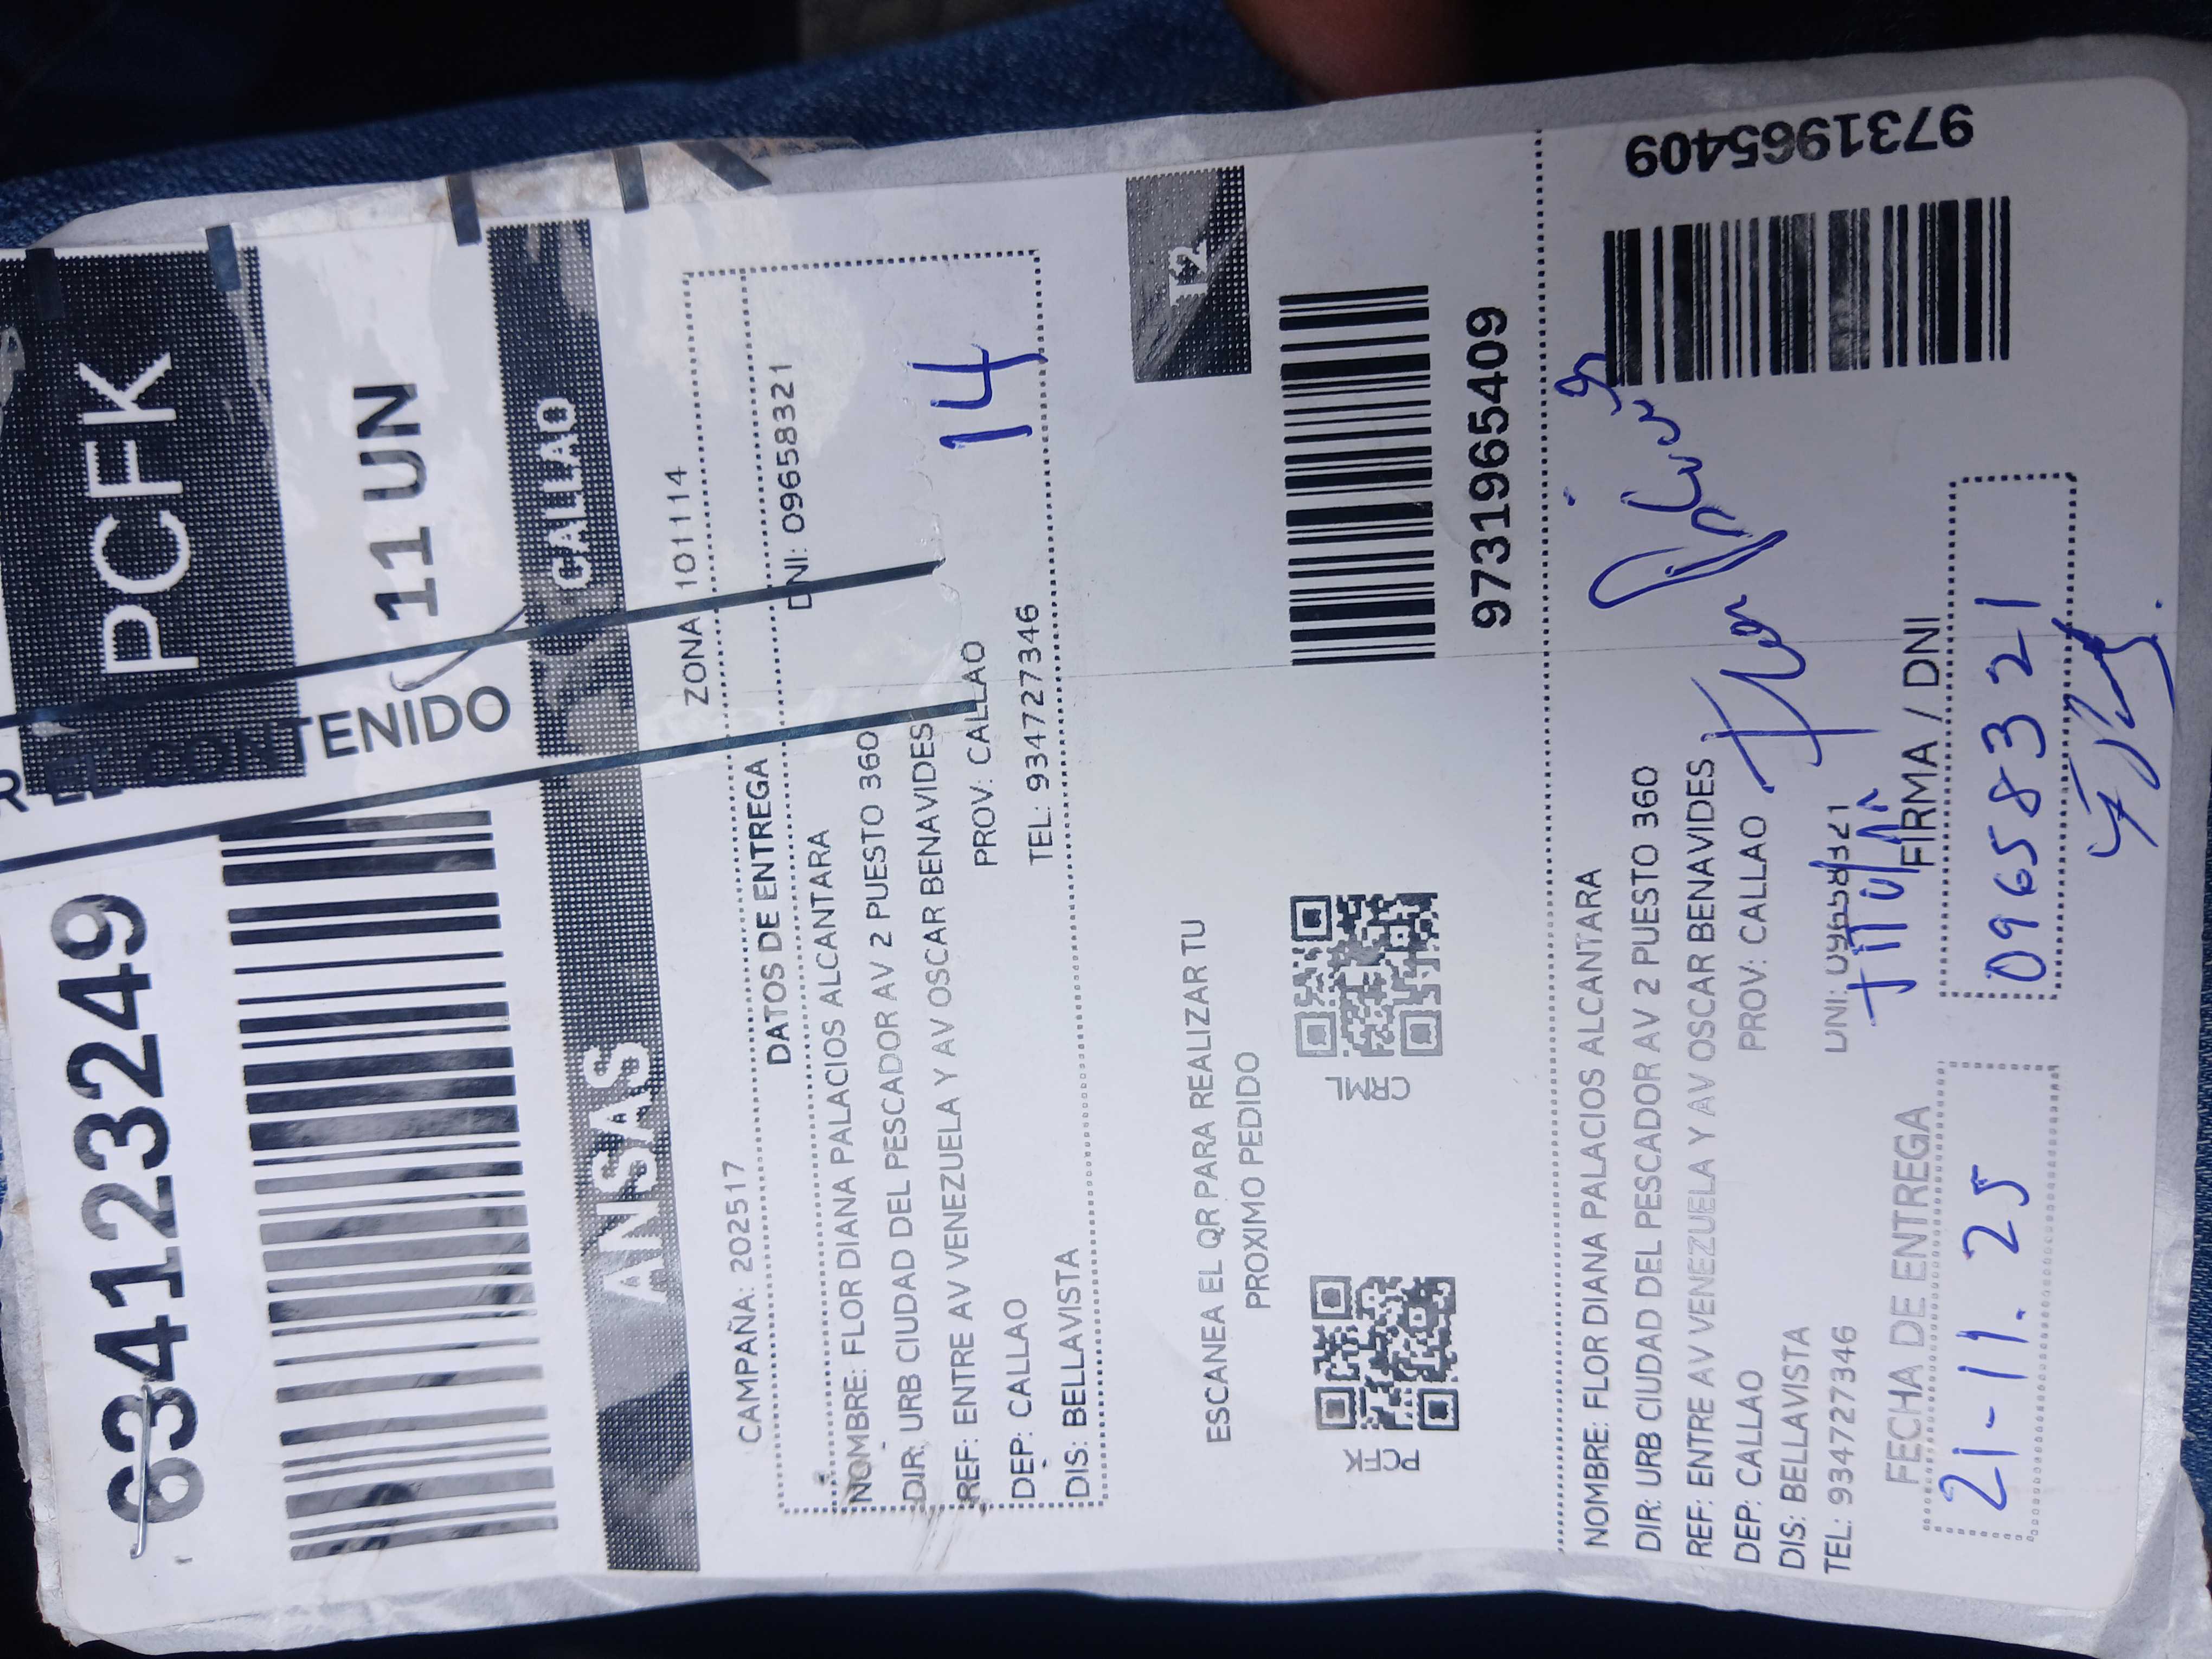 PCFK
834123249
11 UN
CONTENIDO
CALLAO
ANSAS
CAMPAÑA: 202517
ZONA 101114
DATOS DE ENTREGA
DNI: 09658321
NOMBRE: FLOR DIANA PALACIOS ALCANTARA
DIR: URB CIUDAD DEL PESCADOR AV 2 PUESTO 360
REF: ENTRE AV VENEZUELA Y AV OSCAR BENAVIDES
14
DEP: CALLAO
PROV: CALLAO
DIS: BELLAVISTA
TEL: 934727346
12
ESCANEA EL QR PARA REALIZAR TU
PROXIMO PEDIDO
PCFK
CRML
9731965409
NOMBRE: FLOR DIANA PALACIOS ALCANTARA
DIR: URB CIUDAD DEL PESCADOR AV 2 PUESTO 360
REF: ENTRE AV VENEZUELA Y AV OSCAR BENAVIDES
DEP: CALLAO
PROV: CALLAO
DIS: BELLAVISTA
TEL: 934727346
DNI: 09658321
Flor
9731965409
FECHA DE ENTREGA
FIRMA / DNI
21-11.25
09658321